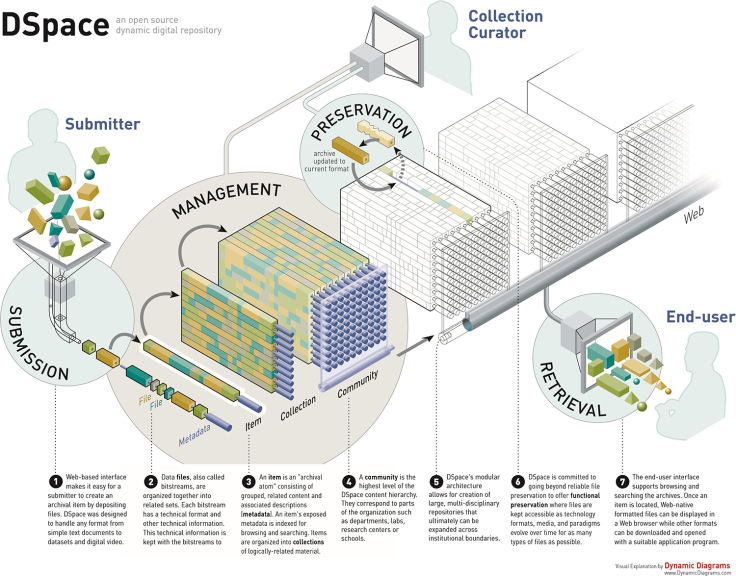 DSpace
an open source
dynamic digital repository
Collection
Curator
Submitter
PRESERVATION
archive
updated to
current format
MANAGEMENT
Web
SUBMISSION
End-user
RETRIEVAL
File
File
Metadata
Item
Collection
Community
1 Web-based interface
makes it easy for a
submitter to create an
archival item by depositing
files. DSpace was designed
to handle any format from
simple text documents to
datasets and digital video.
2 Data files, also called
bitstreams, are
organized together into
related sets. Each bitstream
has a technical format and
other technical information.
This technical information is
kept with the bitstreams to
3 An item is an "archival
atom" consisting of
grouped, related content and
associated descriptions
(metadata). An item's exposed
metadata is indexed for
browsing and searching. Items
are organized into collections
of logically-related material.
4 A community is the
highest level of the
DSpace content hierarchy.
They correspond to parts
of the organization such
as departments, labs,
research centers or
schools.
5 DSpace's modular
architecture
allows for creation of
large, multi-disciplinary
repositories that
ultimately can be
expanded across
institutional boundaries.
6 DSpace is committed to
going beyond reliable file
preservation to offer functional
preservation where files are
kept accessible as technology
formats, media, and paradigms
evolve over time for as many
types of files as possible.
7 The end-user interface
supports browsing and
searching the archives. Once an
item is located, Web-native
formatted files can be displayed in
a Web browser while other formats
can be downloaded and opened
with a suitable application program.
Visual Explanation by Dynamic Diagrams
www.DynamicDiagrams.com